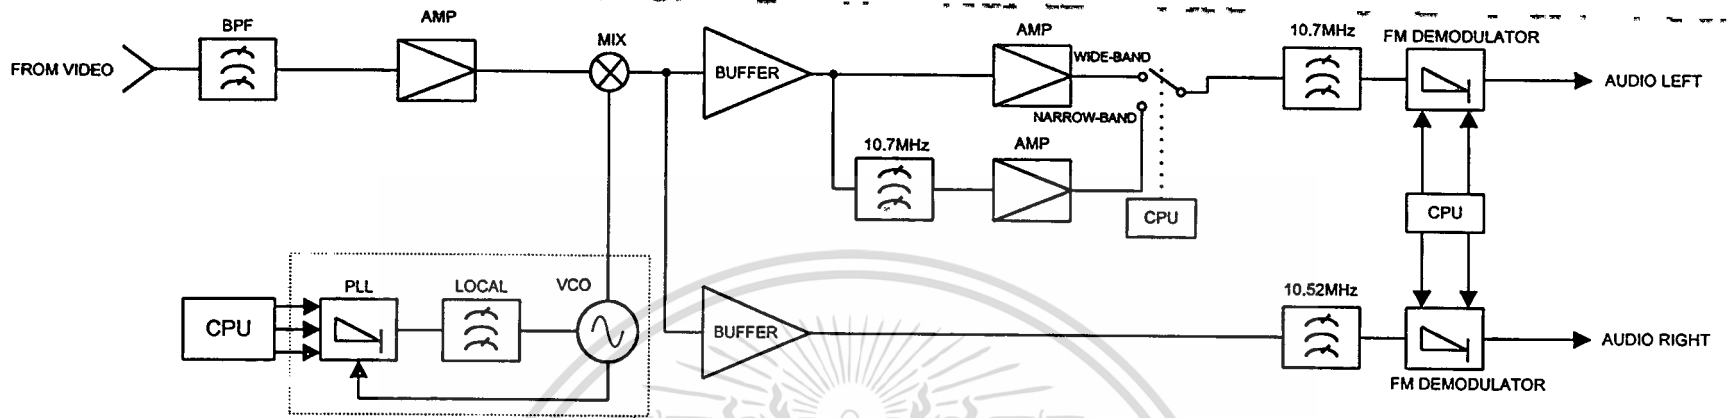 BPF
AMP
MIX
AMP
10.7MHz
FM DEMODULATOR
FROM VIDEO
BUFFER
WIDE-BAND
AUDIO LEFT
NARROW-BAND
10.7MHz
AMP
CPU
CPU
PLL
LOCAL
VCO
10.52MHz
CPU
BUFFER
AUDIO RIGHT
FM DEMODULATOR